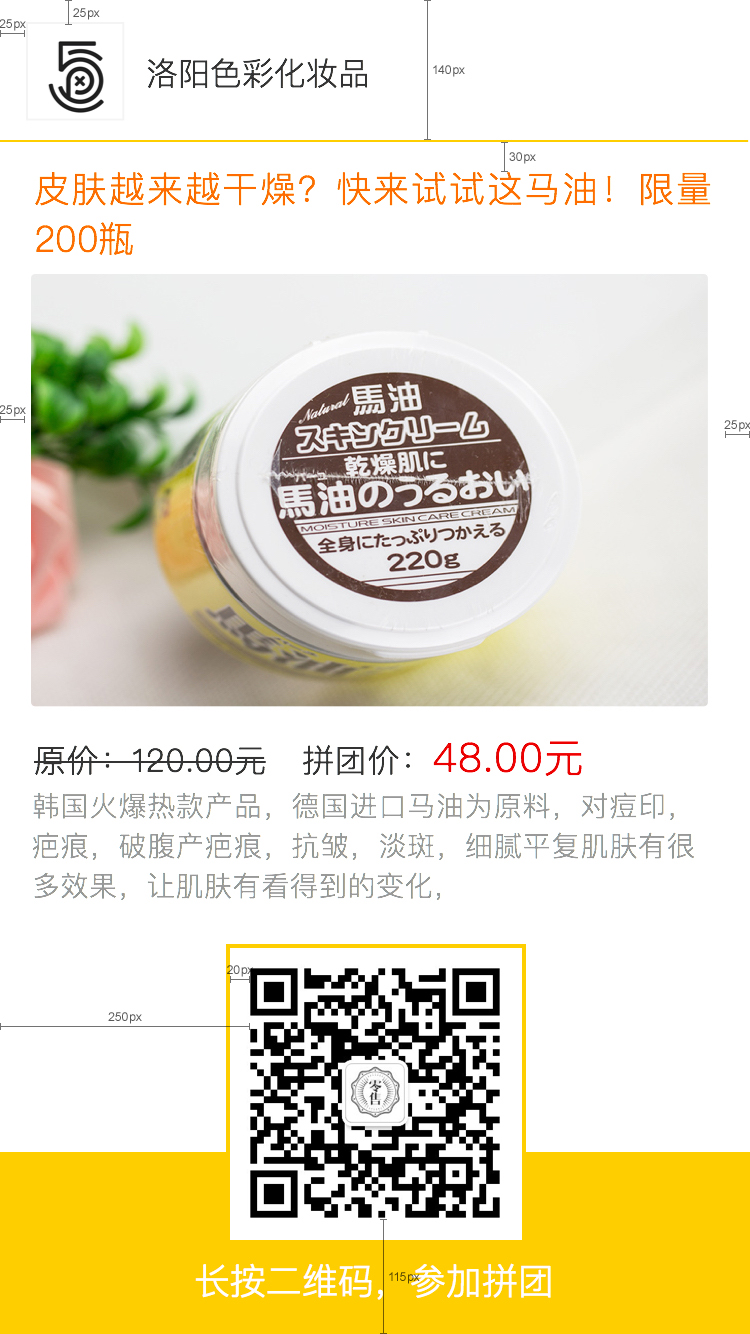 25px
25px
洛阳色彩化妆品
140px
30px
皮肤越来越干燥？快来试试这马油！限量
200瓶
Natural 馬油
スキンクリーム
乾燥肌に
馬油のうるおい
MOISTURE SKIN CARE CREAM
全身にたっぷりつかえる
220g
25px
25px
原价：120.00元 拼团价：48.00元
韩国火爆热款产品，德国进口马油为原料，对痘印，
疤痕，破腹产疤痕，抗皱，淡斑，细腻平复肌肤有很
多效果，让肌肤有看得到的变化，
20px
250px
零售
长按二维码，参加拼团
115px